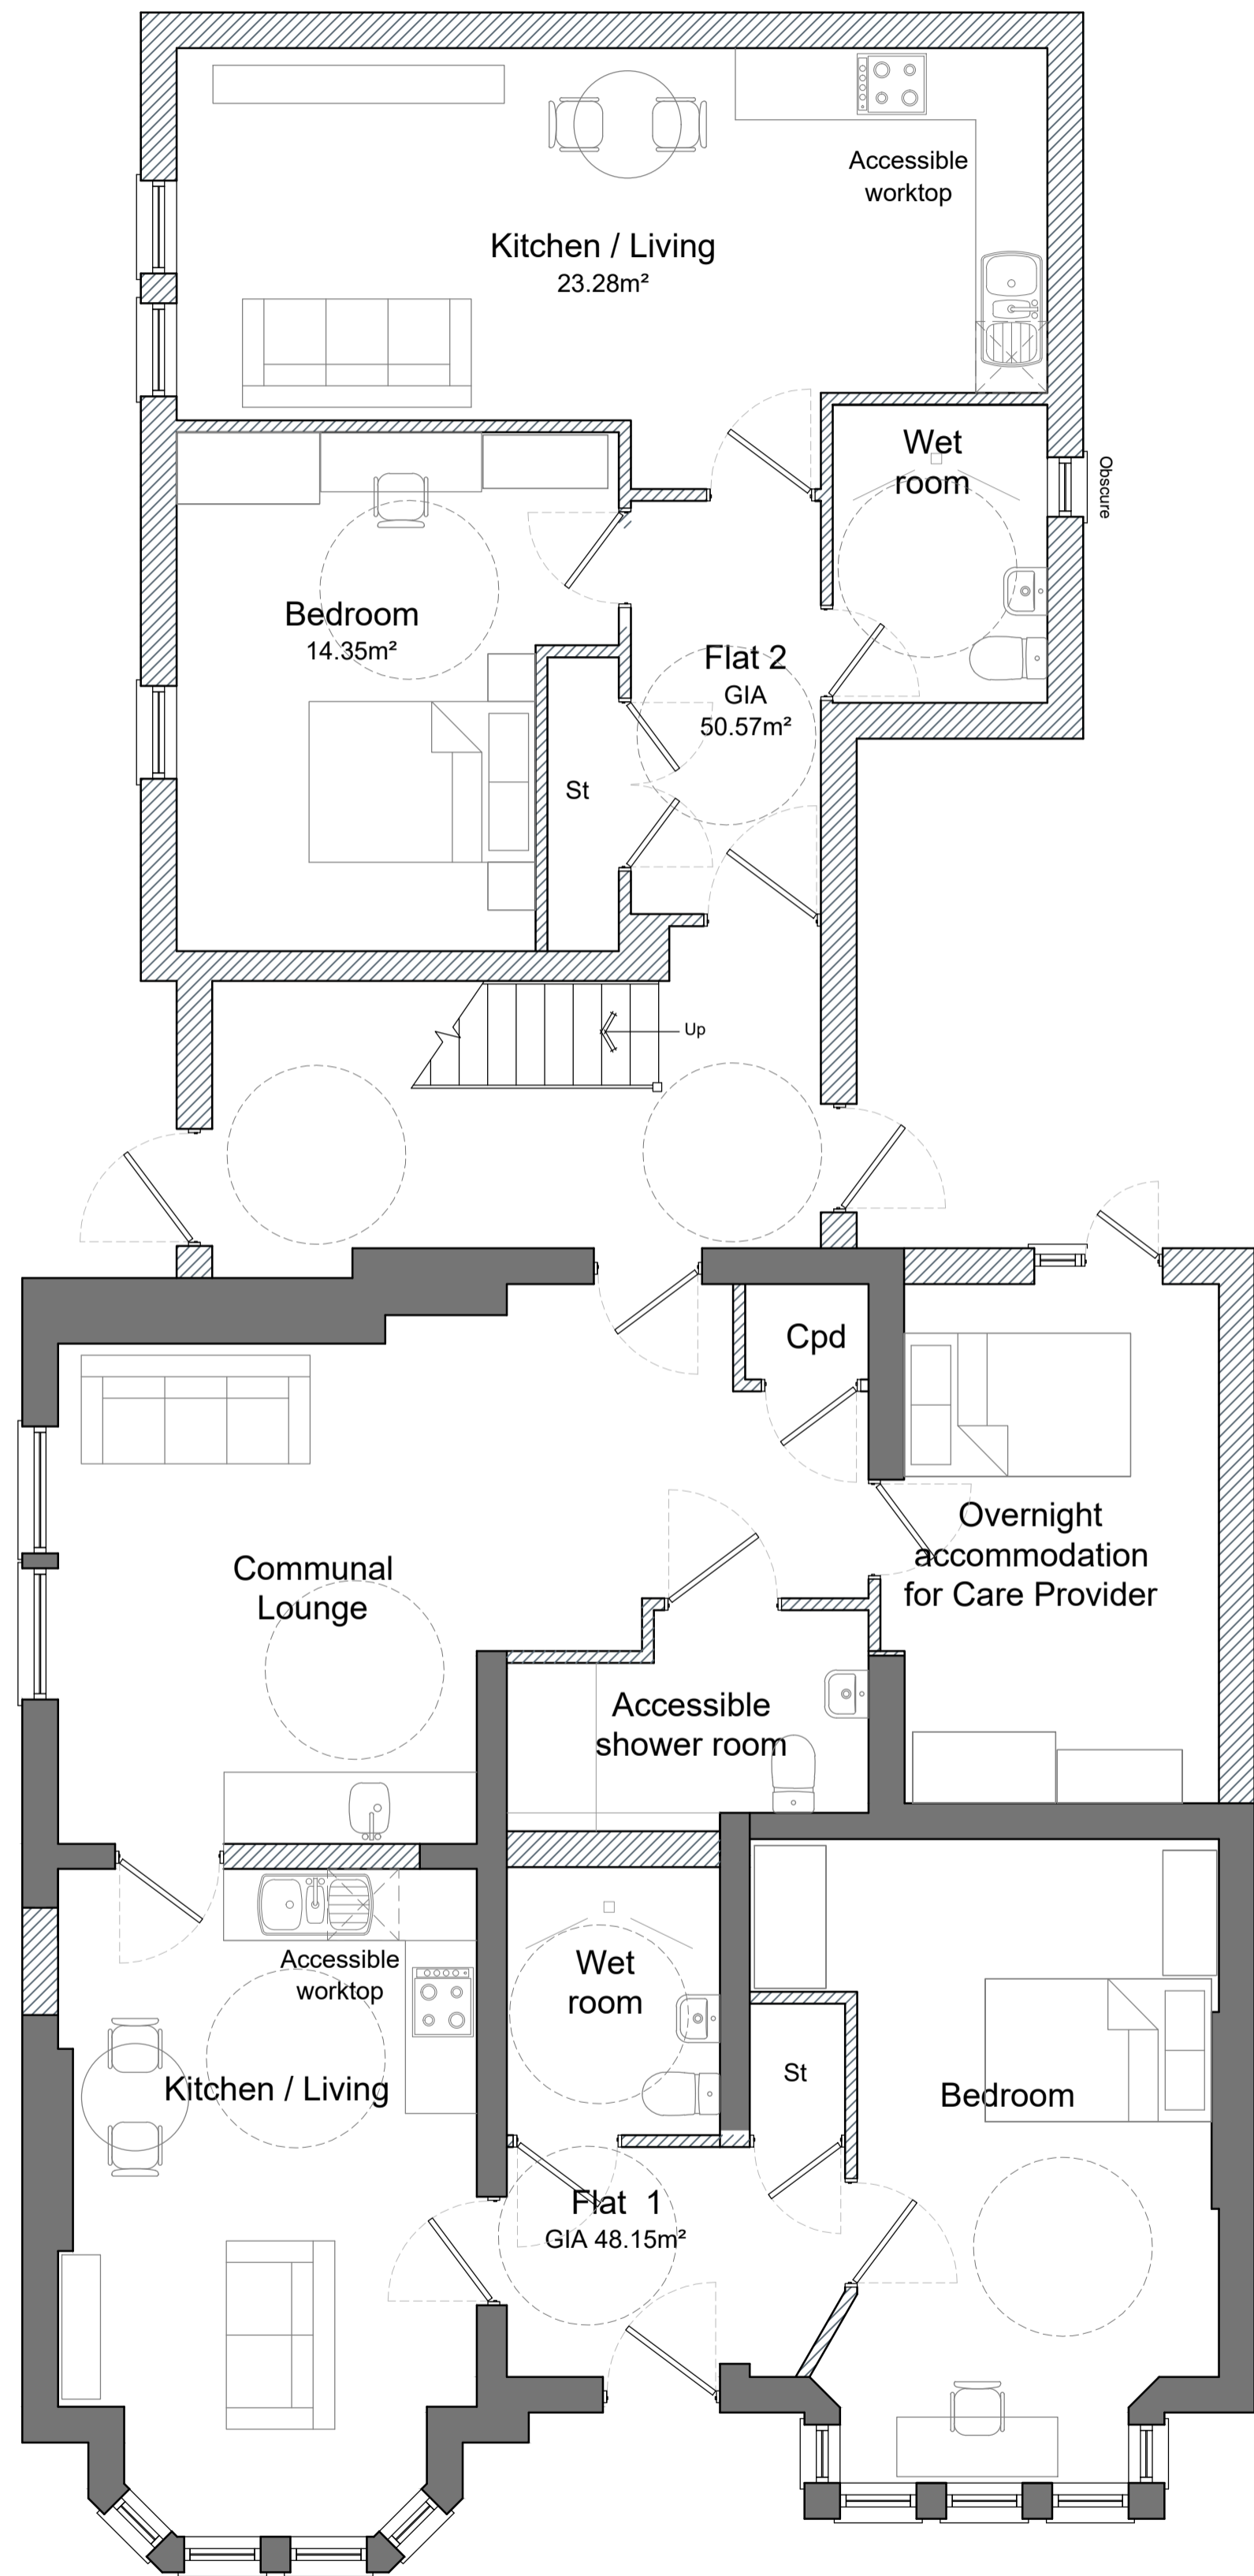 Accessible
worktop
Kitchen / Living
23.28m²
Wet
room
Obscure
Bedroom
14.35m²
Flat 2
GIA
50.57m²
St
Up
Cpd
Overnight
accommodation
for Care Provider
Communal
Lounge
Accessible
shower room
Accessible
worktop
Wet
room
Kitchen / Living
St
Bedroom
Flat 1
GIA 48.15m²